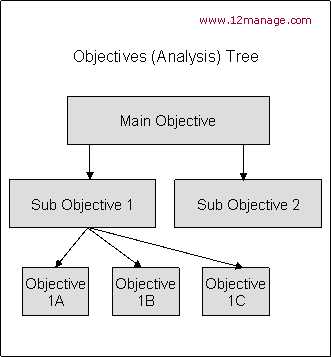 www.12manage.com
Objectives (Analysis) Tree
Main Objective
Sub Objective 1
Sub Objective 2
Objective
1A
Objective
1B
Objective
1C